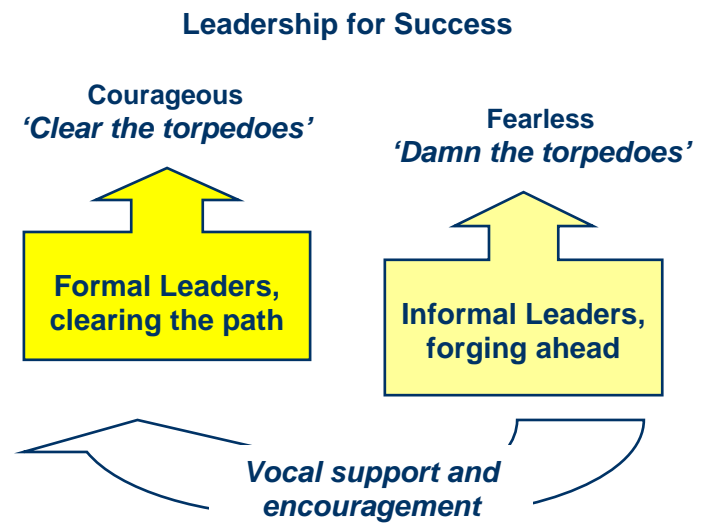 Leadership for Success
Courageous
‘Clear the torpedoes’
Fearless
‘Damn the torpedoes’
Formal Leaders,
clearing the path
Informal Leaders,
forging ahead
Vocal support and
encouragement